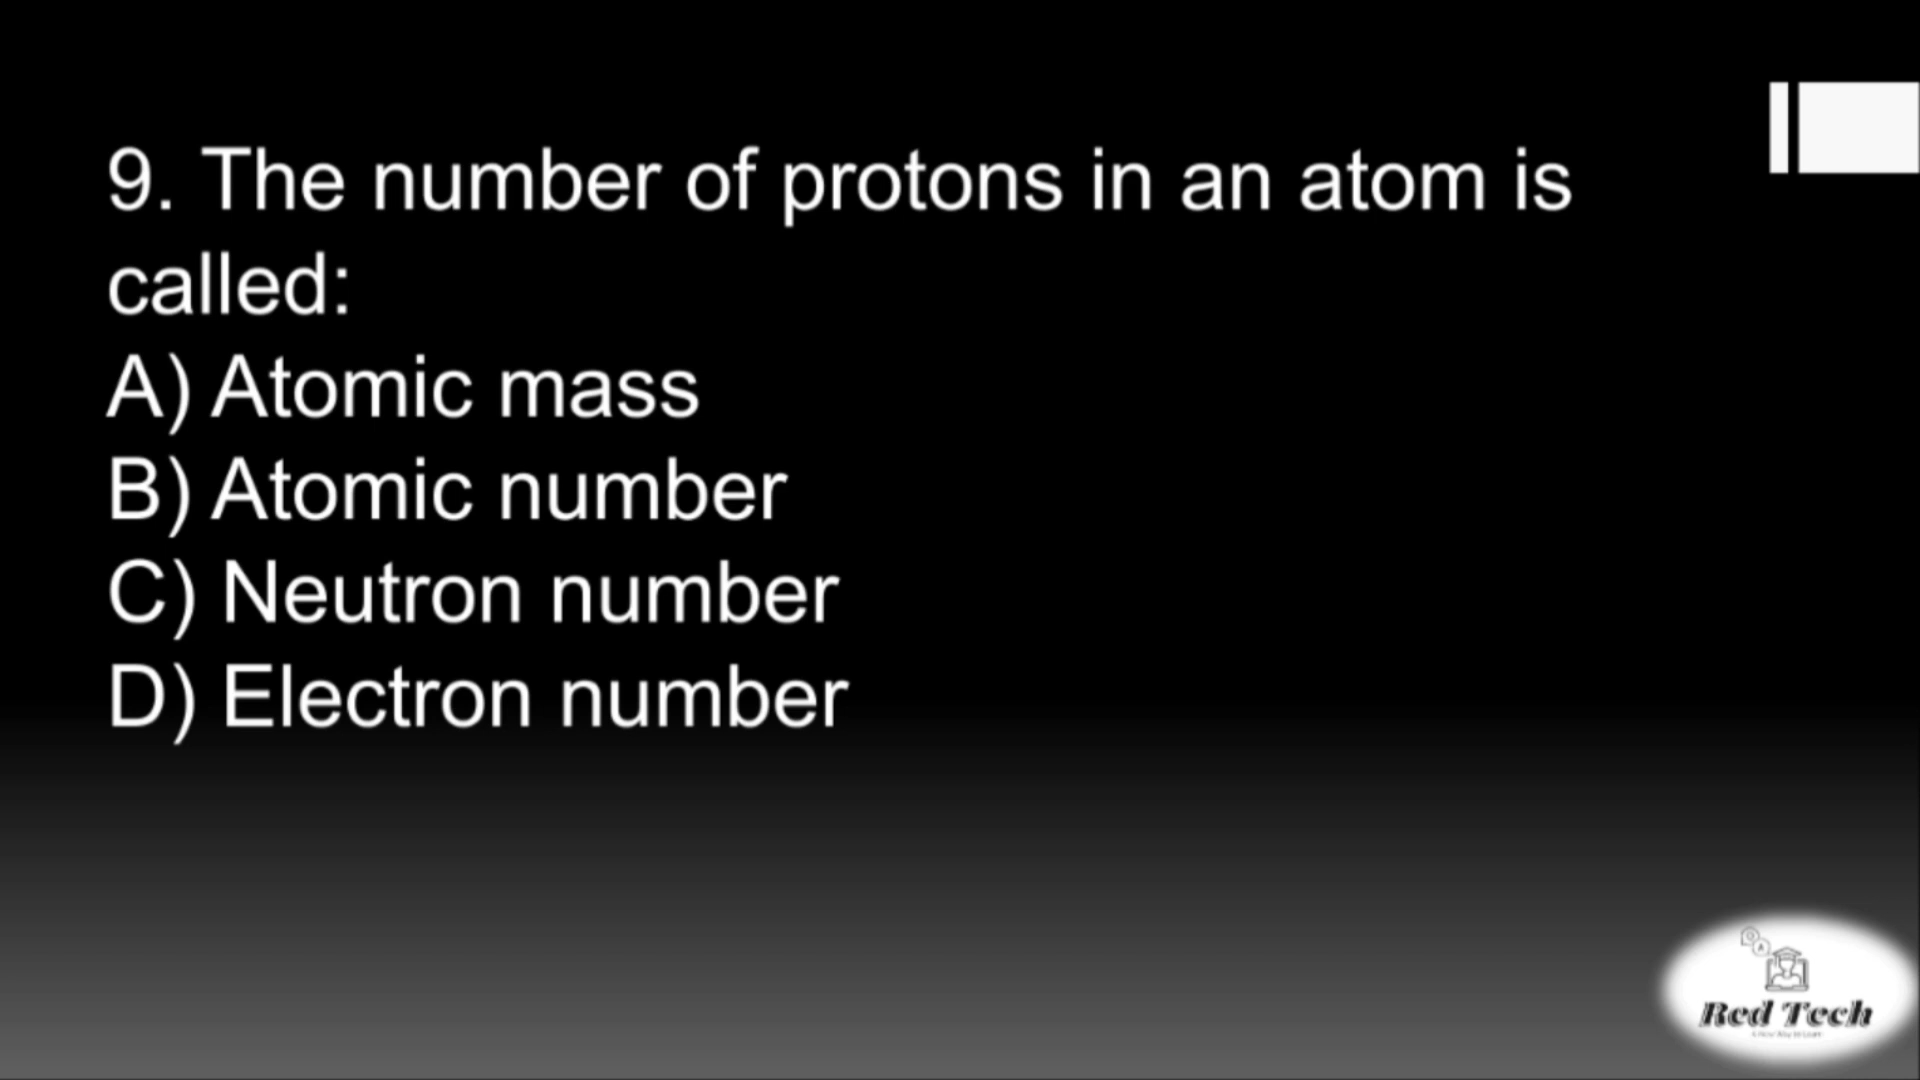 9. The number of protons in an atom is
called:
A) Atomic mass
B) Atomic number
C) Neutron number
D) Electron number
Q
A
Red Tech